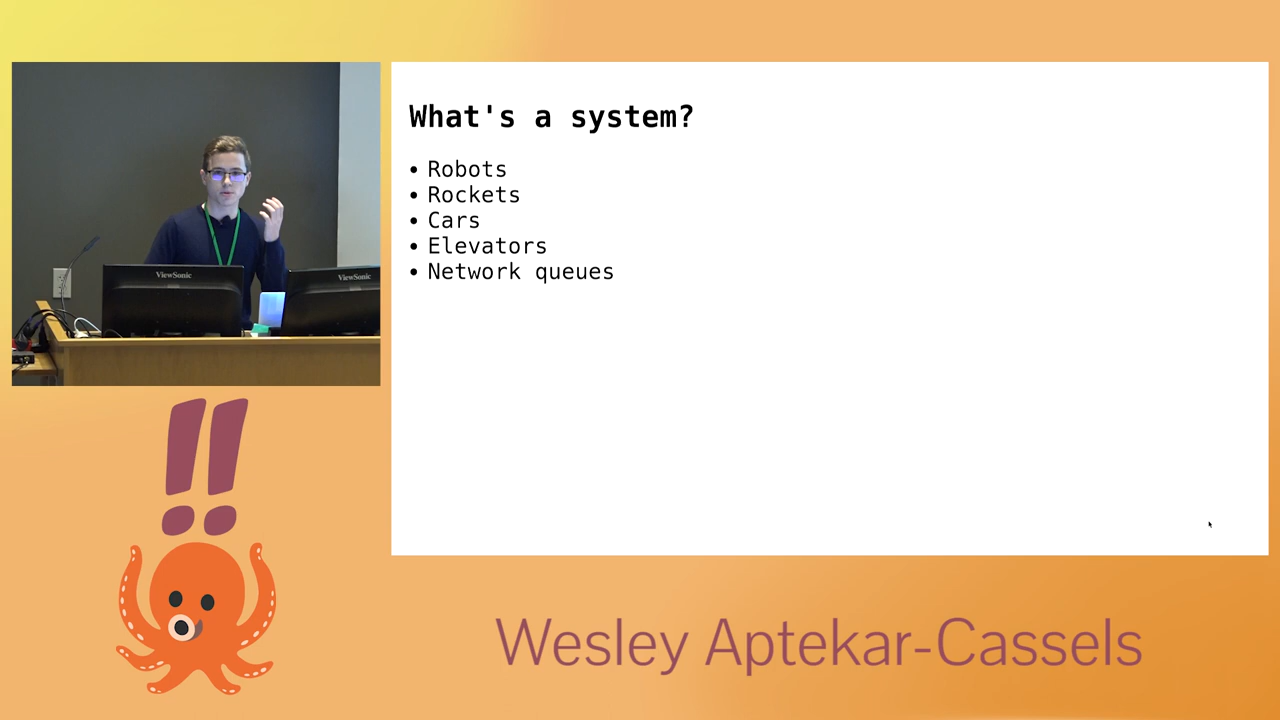 What's a system?
• Robots
• Rockets
• Cars
• Elevators
• Network queues
ViewSonic
ViewSonic
!!
Wesley Aptekar-Cassels